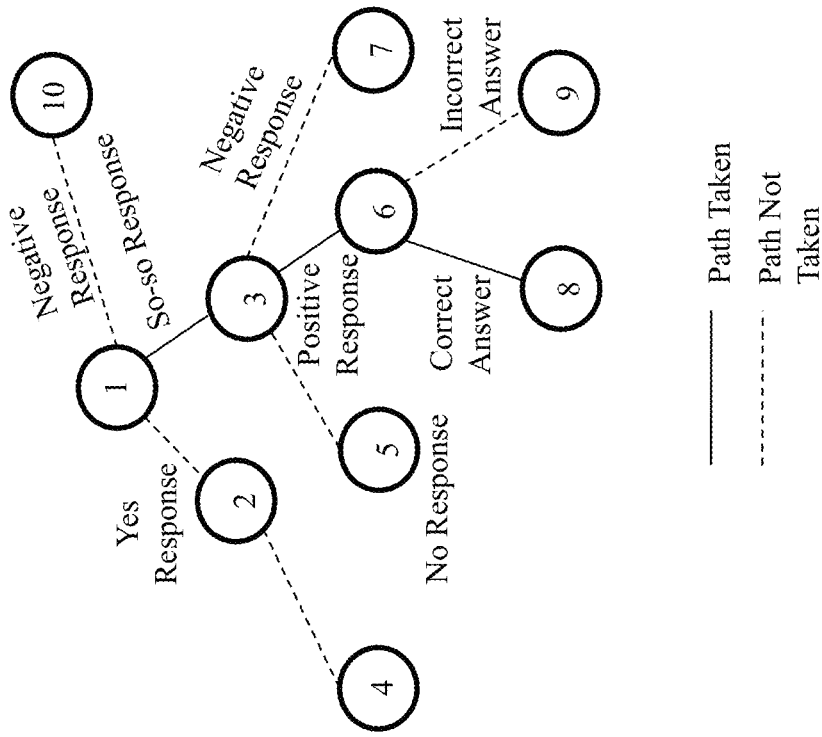 10
Negative
Response
So-so Response
1
Yes
Response
2
3
Negative
Response
7
Positive
Response
4
5
No Response
6
Correct
Answer
Incorrect
Answer
8
9
Path Taken
Path Not
Taken